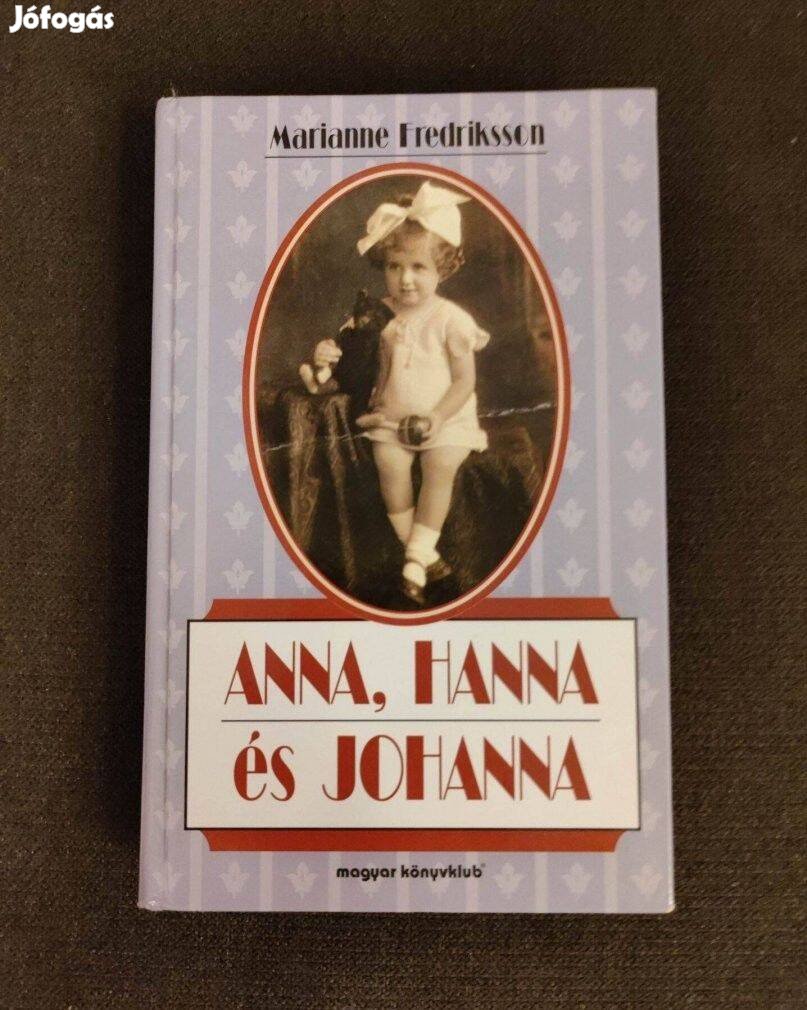 Jófogás
Marianne Fredriksson
ANNA, HANNA
és JOHANNA
magyar könyvklub®